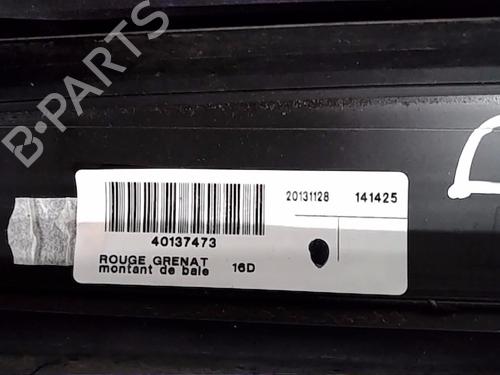 B-PARTS
20131128 141425
40137473
ROUGE GRENAT
montant de baie 16D